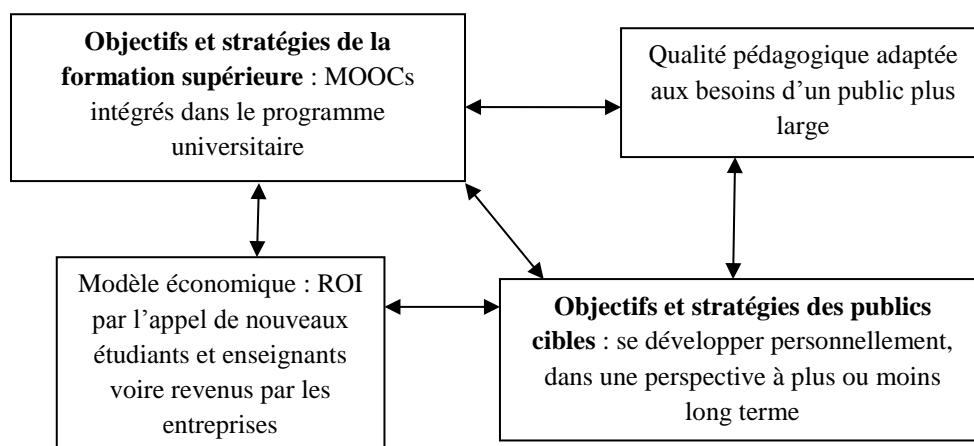 Objectifs et stratégies de la
formation supérieure : MOOCs
intégrés dans le programme
universitaire
Qualité pédagogique adaptée
aux besoins d’un public plus
large
Modèle économique : ROI
par l’appel de nouveaux
étudiants et enseignants
voire revenus par les
entreprises
Objectifs et stratégies des publics
cibles : se développer personnellement,
dans une perspective à plus ou moins
long terme